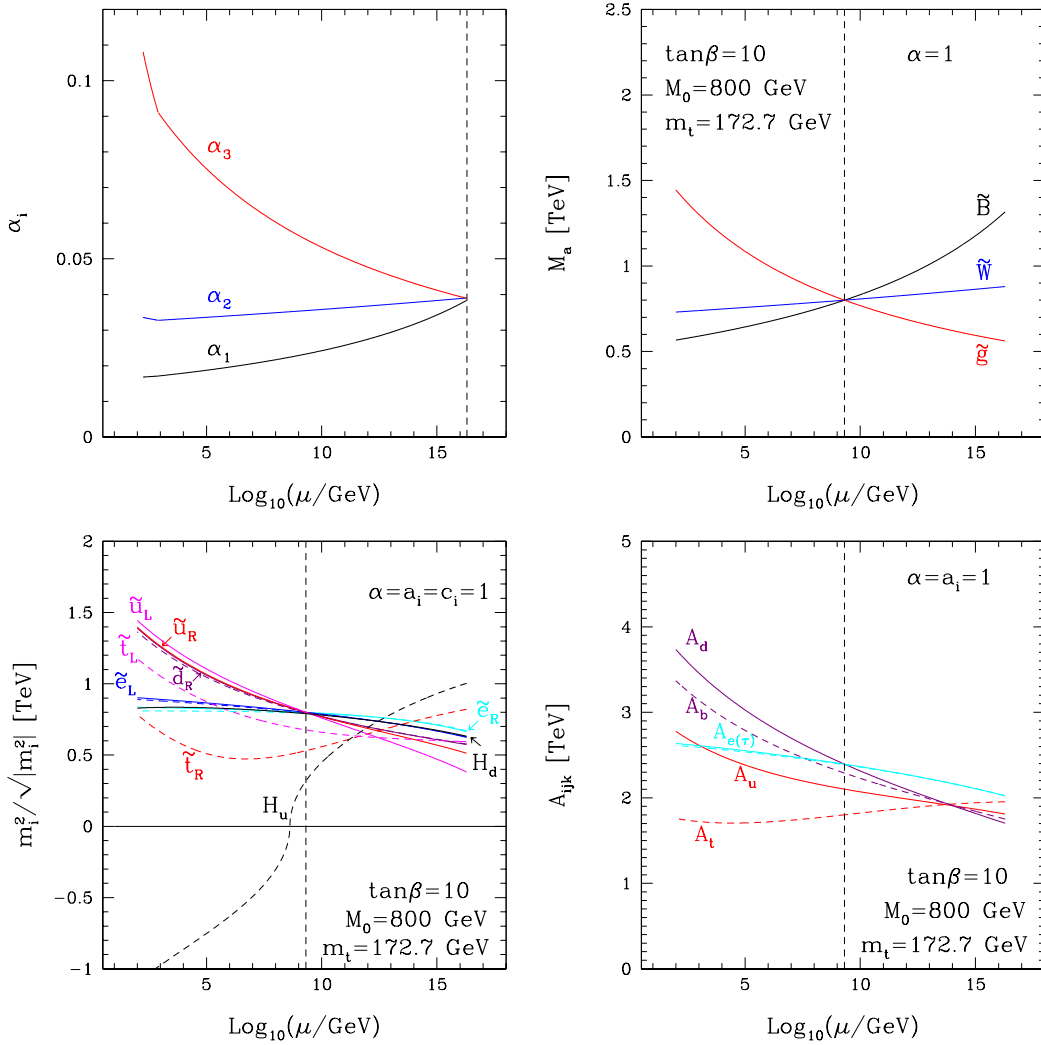 0.1
0.05
0
α_i
α_3
α_2
α_1
5
10
15
Log_10(μ/GeV)
2.5
2
1.5
1
0.5
0
M_a [TeV]
tanβ=10
α=1
M_0=800 GeV
m_t=172.7 GeV
B̃
W̃
g̃
5
10
15
Log_10(μ/GeV)
2
1.5
1
0.5
0
-0.5
-1
m_i^2/√|m_i^2| [TeV]
α=a_i=c_i=1
ũ_L
ũ_R
t̃_L
d̃_R
ẽ_L
ẽ_R
t̃_R
H_d
H_u
tanβ=10
M_0=800 GeV
m_t=172.7 GeV
5
10
15
Log_10(μ/GeV)
5
4
3
2
1
0
A_ijk [TeV]
α=a_i=1
A_d
A_b
A_e(τ)
A_u
A_t
tanβ=10
M_0=800 GeV
m_t=172.7 GeV
5
10
15
Log_10(μ/GeV)